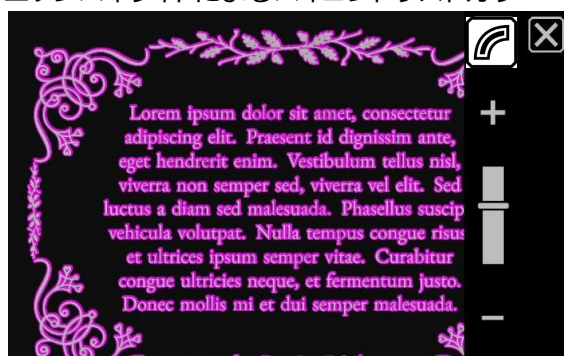 Lorem ipsum dolor sit amet, consectetur
adipiscing elit. Praesent id dignissim ante,
eget hendrerit enim. Vestibulum tellus nisl,
viverra non semper sed, viverra vel elit. Sed
luctus a diam sed malesuada. Phasellus suscip
vehicula volutpat. Nulla tempus congue risus
et ultrices ipsum semper vitae. Curabitur
congue ultricies neque, et fermentum justo.
Donec mollis mi et dui semper malesuada.